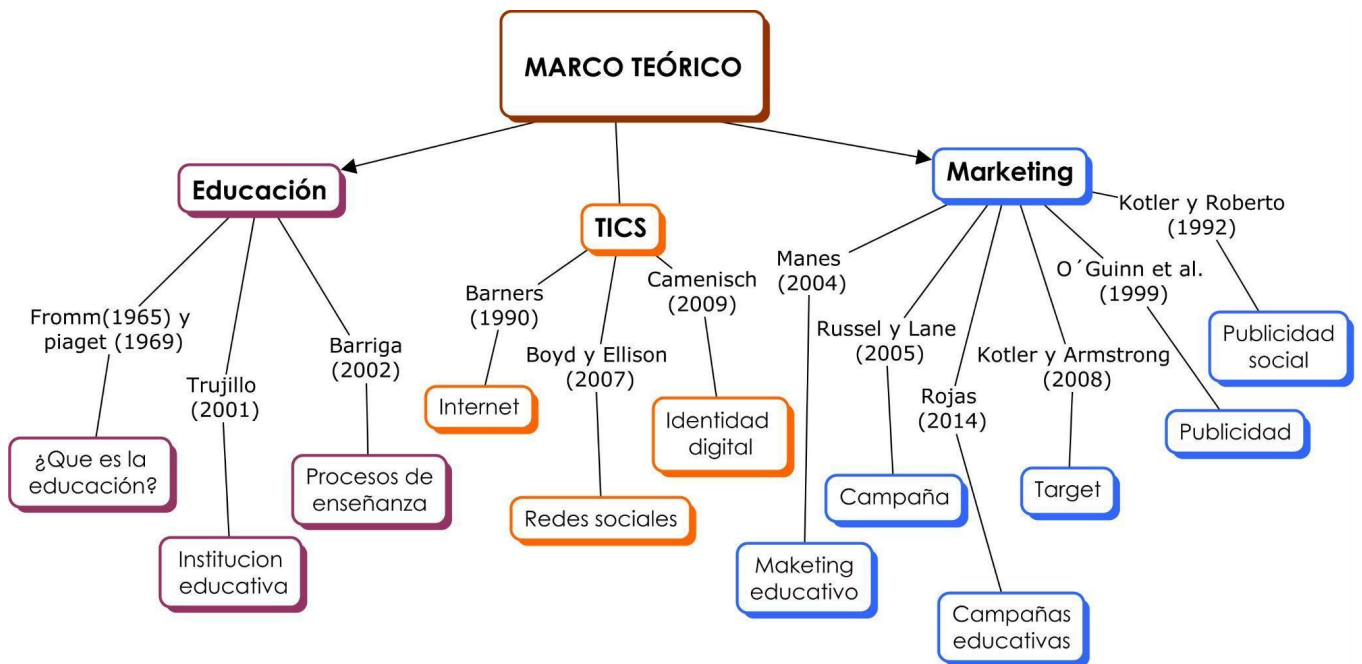 MARCO TEÓRICO
Educación
Fromm(1965) y
piaget (1969)
¿Que es la
educación?
Trujillo
(2001)
Institucion
educativa
Barriga
(2002)
Procesos de
enseñanza
TICS
Barners
(1990)
Internet
Boyd y Ellison
(2007)
Redes sociales
Camenisch
(2009)
Identidad
digital
Marketing
Manes
(2004)
Maketing
educativo
Russel y Lane
(2005)
Campaña
Rojas
(2014)
Campañas
educativas
Kotler y Armstrong
(2008)
Target
O´Guinn et al.
(1999)
Publicidad
Kotler y Roberto
(1992)
Publicidad
social